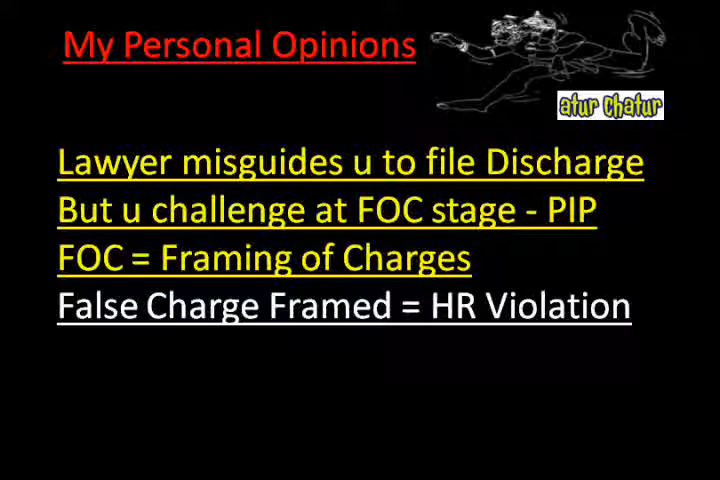 My Personal Opinions
atur chatur
Lawyer misguides u to file Discharge
But u challenge at FOC stage - PIP
FOC = Framing of Charges
False Charge Framed = HR Violation